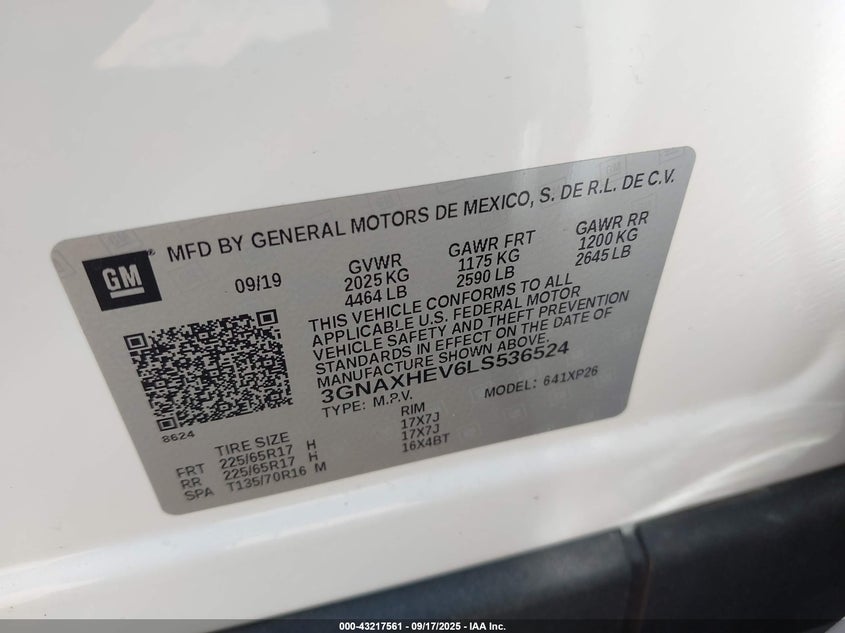 MFD BY GENERAL MOTORS DE MEXICO, S. DE R.L. DE C.V.
GM®
09/19
GVWR
2025 KG
4464 LB
GAWR FRT
1175 KG
2590 LB
GAWR RR
1200 KG
2645 LB
THIS VEHICLE CONFORMS TO ALL
APPLICABLE U.S. FEDERAL MOTOR
VEHICLE SAFETY AND THEFT PREVENTION
STANDARDS IN EFFECT ON THE DATE OF
MANUFACTURE SHOWN ABOVE.
3GNAXHEV6LS536524
TYPE: M.P.V.
MODEL: 641XP26
8624
TIRE SIZE
RIM
FRT 225/65R17 H 17X7J
RR 225/65R17 H 17X7J
SPA T135/70R16 M 16X4BT
000-43217561 - 09/17/2025 - IAA Inc.